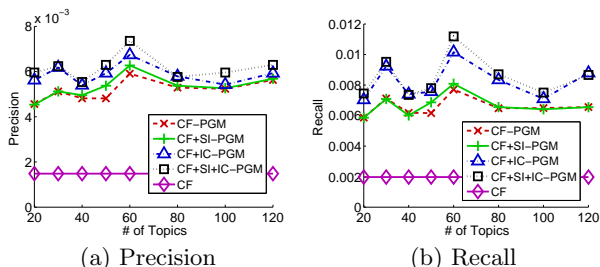 x 10⁻³
8
6
4
2
0
Precision
20 40 60 80 100 120
# of Topics
CF−PGM
CF+SI−PGM
CF+IC−PGM
CF+SI+IC−PGM
CF
(a) Precision
0.012
0.01
0.008
0.006
0.004
0.002
0
Recall
20 40 60 80 100 120
# of Topics
CF−PGM
CF+SI−PGM
CF+IC−PGM
CF+SI+IC−PGM
CF
(b) Recall